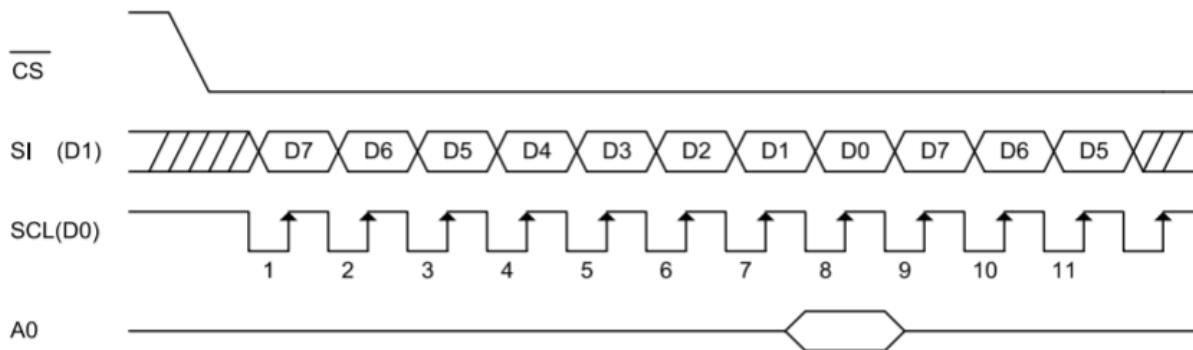 CS
SI (D1) D7 D6 D5 D4 D3 D2 D1 D0 D7 D6 D5
SCL(D0)
1 2 3 4 5 6 7 8 9 10 11
A0